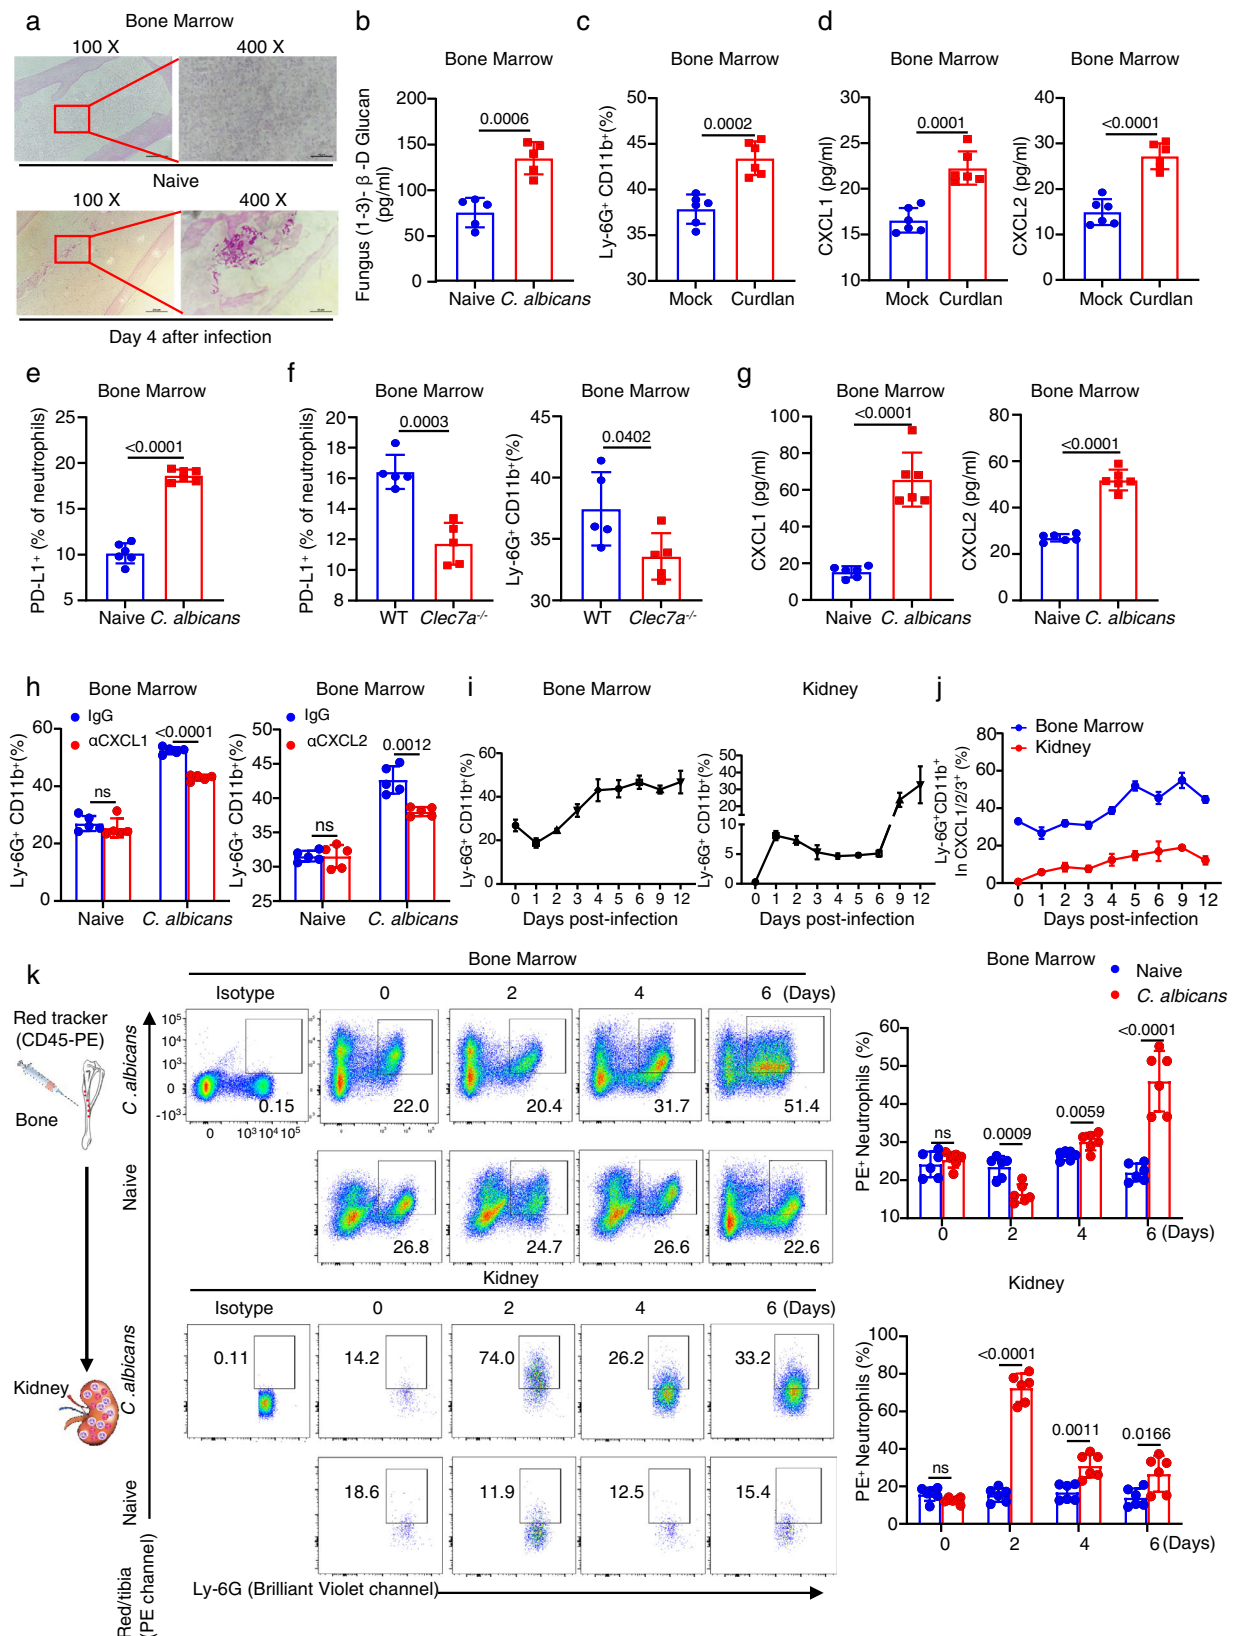 a
Bone Marrow
100 X 400 X
Naive
100 X 400 X
Day 4 after infection
b
Bone Marrow
Fungus (1-3)- β -D Glucan
(pg/ml)
200
150
100
50
0
0.0006
Naive C. albicans
c
Bone Marrow
Ly-6G+ CD11b+(%)
50
45
40
35
30
0.0002
Mock Curdlan
d
Bone Marrow
CXCL1 (pg/ml)
30
25
20
15
10
0.0001
Mock Curdlan
Bone Marrow
CXCL2 (pg/ml)
40
30
20
10
0
<0.0001
Mock Curdlan
e
Bone Marrow
PD-L1+ (% of neutrophils)
25
20
15
10
5
<0.0001
Naive C. albicans
f
Bone Marrow
PD-L1+ (% of neutrophils)
20
18
16
14
12
10
8
0.0003
WT Clec7a-/-
Bone Marrow
Ly-6G+ CD11b+(%)
45
40
35
30
0.0402
WT Clec7a-/-
g
Bone Marrow
CXCL1 (pg/ml)
100
80
60
40
20
0
<0.0001
Naive C. albicans
Bone Marrow
CXCL2 (pg/ml)
80
60
40
20
0
<0.0001
Naive C. albicans
h
Bone Marrow
IgG
αCXCL1
Ly-6G+ CD11b+(%)
60
40
20
0
ns
<0.0001
Naive C. albicans
Bone Marrow
IgG
αCXCL2
Ly-6G+ CD11b+(%)
50
45
40
35
30
25
ns
0.0012
Naive C. albicans
i
Bone Marrow
Ly-6G+ CD11b+(%)
60
40
20
0
0 1 2 3 4 5 6 9 12
Days post-infection
Kidney
Ly-6G+ CD11b+(%)
50
40
30
20
10
10
5
0
0 1 2 3 4 5 6 9 12
Days post-infection
j
Bone Marrow
Kidney
Ly-6G+CD11b+
In CXCL1/2/3+ (%)
80
60
40
20
0
0 1 2 3 4 5 6 9 12
Days post-infection
k
Red tracker
(CD45-PE)
Bone
Kidney
Bone Marrow
Isotype 0 2 4 6 (Days)
C .albicans
105
104
103
0
-103
0 103 104 105
0.15
22.0
20.4
31.7
51.4
Naive
26.8
24.7
26.6
22.6
Kidney
Isotype 0 2 4 6 (Days)
C .albicans
0.11
14.2
74.0
26.2
33.2
Naive
18.6
11.9
12.5
15.4
Red/tibia
(PE channel)
Ly-6G (Brilliant Violet channel)
Bone Marrow
Naive
C. albicans
PE+ Neutrophils (%)
60
50
40
30
20
10
ns
0.0009
0.0059
<0.0001
0 2 4 6 (Days)
Kidney
PE+ Neutrophils (%)
100
80
60
40
20
0
ns
<0.0001
0.0011
0.0166
0 2 4 6 (Days)